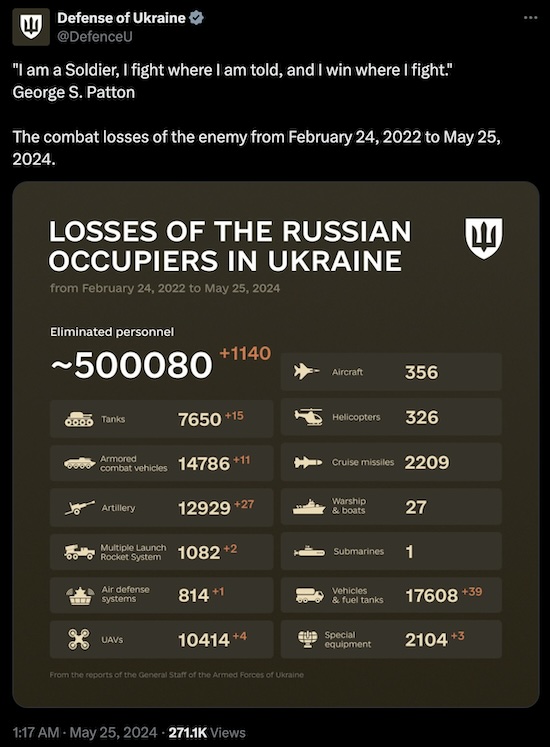 Defense of Ukraine
@DefenceU
"I am a Soldier, I fight where I am told, and I win where I fight."
George S. Patton
The combat losses of the enemy from February 24, 2022 to May 25,
2024.
LOSSES OF THE RUSSIAN
OCCUPIERS IN UKRAINE
from February 24, 2022 to May 25, 2024
Eliminated personnel
~500080 +1140
Tanks 7650 +15
Armored
combat vehicles 14786 +11
Artillery 12929 +27
Multiple Launch
Rocket System 1082 +2
Air defense
systems 814 +1
UAVs 10414 +4
Aircraft 356
Helicopters 326
Cruise missiles 2209
Warship
& boats 27
Submarines 1
Vehicles
& fuel tanks 17608 +39
Special
equipment 2104 +3
From the reports of the General Staff of the Armed Forces of Ukraine
1:17 AM · May 25, 2024 · 271.1K Views